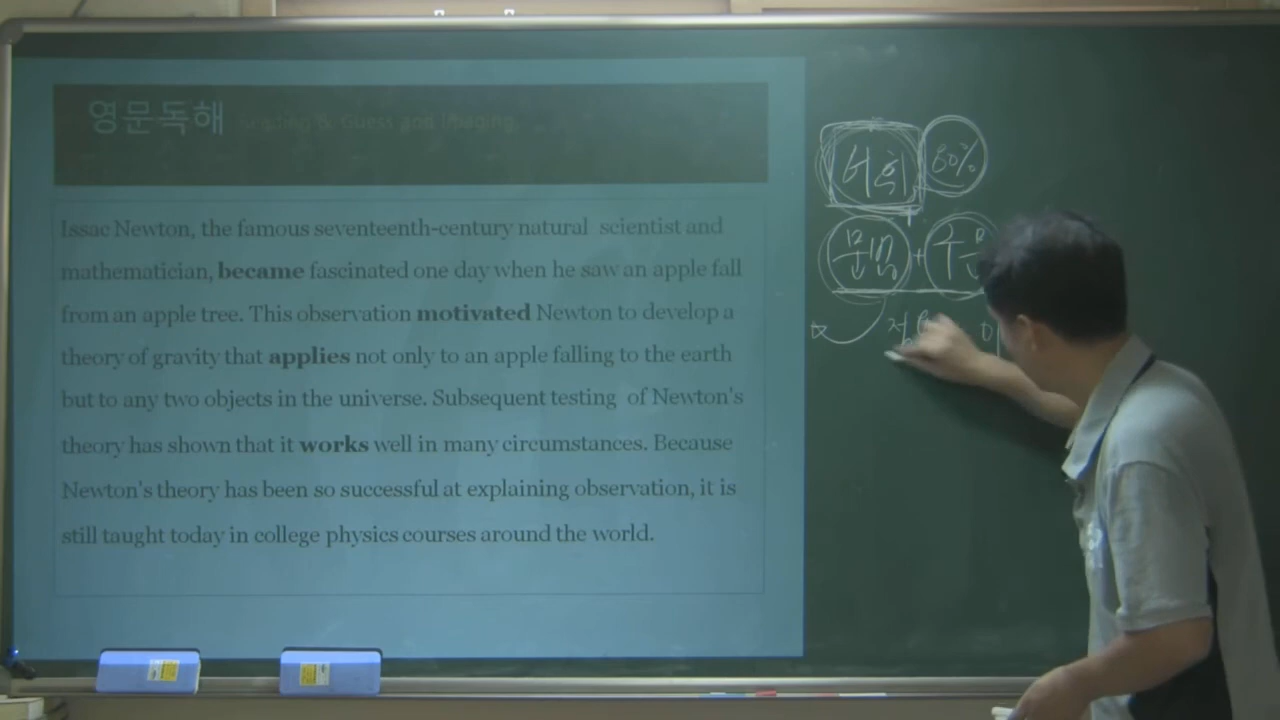 영문독해
Issac Newton, the famous seventeenth-century natural scientist and
mathematician, became fascinated one day when he saw an apple fall
from an apple tree. This observation motivated Newton to develop a
theory of gravity that applies not only to an apple falling to the earth
but to any two objects in the universe. Subsequent testing of Newton's
theory has shown that it works well in many circumstances. Because
Newton's theory has been so successful at explaining observation, it is
still taught today in college physics courses around the world.
어휘 80%
문법 + 구문